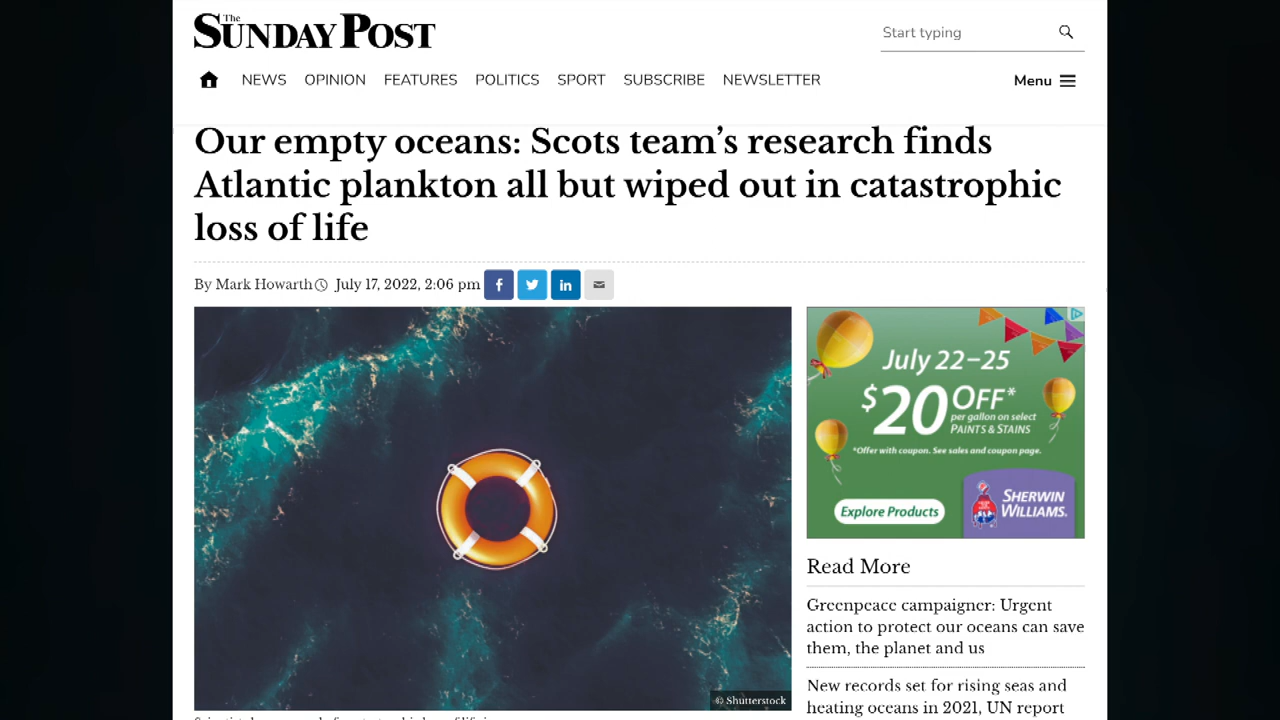 The
SUNDAY POST
Start typing
NEWS OPINION FEATURES POLITICS SPORT SUBSCRIBE NEWSLETTER
Menu
Our empty oceans: Scots team's research finds
Atlantic plankton all but wiped out in catastrophic
loss of life
By Mark Howarth July 17, 2022, 2:06 pm
July 22–25
$20 OFF*
per gallon on select
PAINTS & STAINS
*Offer with coupon. See sales and coupon page.
Explore Products
SHERWIN
WILLIAMS.
Read More
Greenpeace campaigner: Urgent
action to protect our oceans can save
them, the planet and us
New records set for rising seas and
heating oceans in 2021, UN report
© Shutterstock